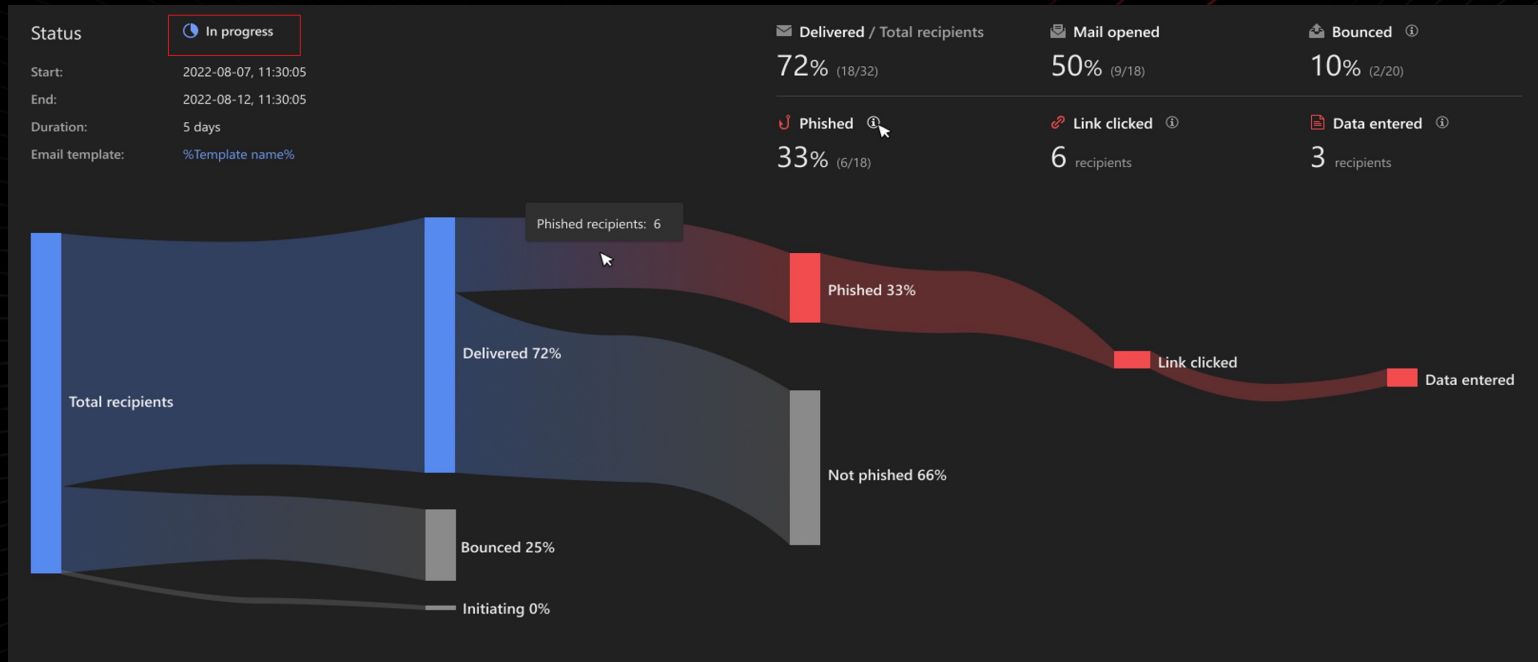 Status
In progress
Start:
2022-08-07, 11:30:05
End:
2022-08-12, 11:30:05
Duration:
5 days
Email template:
%Template name%
Delivered / Total recipients
72% (18/32)
Mail opened
50% (9/18)
Bounced
10% (2/20)
Phished
33% (6/18)
Link clicked
6 recipients
Data entered
3 recipients
Phished recipients: 6
Phished 33%
Delivered 72%
Link clicked
Data entered
Total recipients
Not phished 66%
Bounced 25%
Initiating 0%